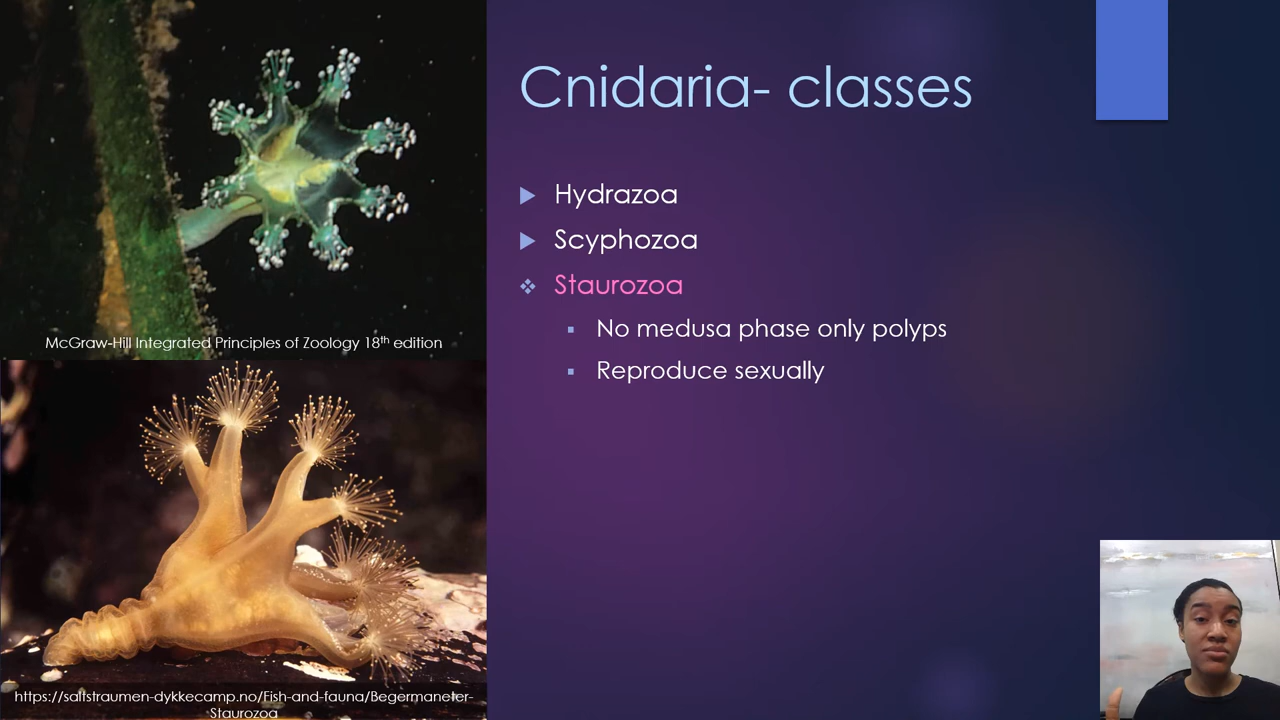 Cnidaria- classes
Hydrazoa
Scyphozoa
Staurozoa
No medusa phase only polyps
Reproduce sexually
McGraw-Hill Integrated Principles of Zoology 18th edition
https://saltstraumen-dykkecamp.no/Fish-and-fauna/Begermaneter-
Staurozoa